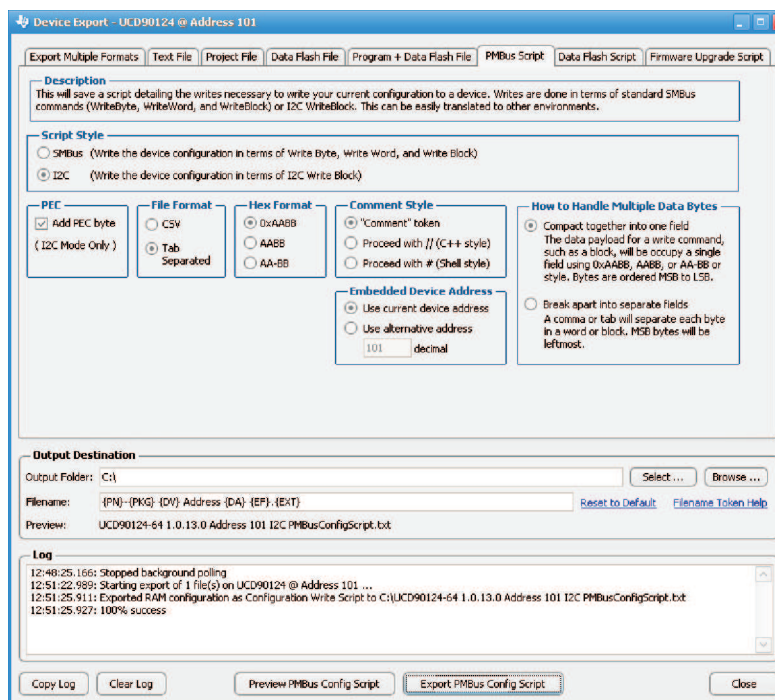 Device Export - UCD90124 @ Address 101
Export Multiple Formats
Text File
Project File
Data Flash File
Program + Data Flash File
PMBus Script
Data Flash Script
Firmware Upgrade Script
Description
This will save a script detailing the writes necessary to write your current configuration to a device. Writes are done in terms of standard SMBus
commands (WriteByte, WriteWord, and WriteBlock) or I2C WriteBlock. This can be easily translated to other environments.
Script Style
SMBus (Write the device configuration in terms of Write Byte, Write Word, and Write Block)
I2C (Write the device configuration in terms of I2C Write Block)
PEC
Add PEC byte
( I2C Mode Only )
File Format
CSV
Tab
Separated
Hex Format
0xAABB
AABB
AA-BB
Comment Style
"Comment" token
Proceed with // (C++ style)
Proceed with # (Shell style)
Embedded Device Address
Use current device address
Use alternative address
101 decimal
How to Handle Multiple Data Bytes
Compact together into one field
The data payload for a write command,
such as a block, will be occupy a single
field using 0xAABB, AABB, or AA-BB or
style. Bytes are ordered MSB to LSB.
Break apart into separate fields
A comma or tab will separate each byte
in a word or block. MSB bytes will be
leftmost.
Output Destination
Output Folder: C:\
Select ...
Browse ...
Filename: {PN}-{PKG} {DV} Address {DA} {EF}.{EXT}
Reset to Default
Filename Token Help
Preview: UCD90124-64 1.0.13.0 Address 101 I2C PMBusConfigScript.txt
Log
12:48:25.166: Stopped background polling
12:51:22.989: Starting export of 1 file(s) on UCD90124 @ Address 101 ...
12:51:25.911: Exported RAM configuration as Configuration Write Script to C:\UCD90124-64 1.0.13.0 Address 101 I2C PMBusConfigScript.txt
12:51:25.927: 100% success
Copy Log
Clear Log
Preview PMBus Config Script
Export PMBus Config Script
Close